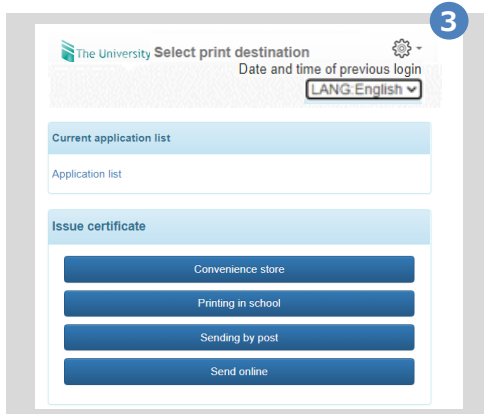 3
The University Select print destination
Date and time of previous login
LANG:English
Current application list
Application list
Issue certificate
Convenience store
Printing in school
Sending by post
Send online